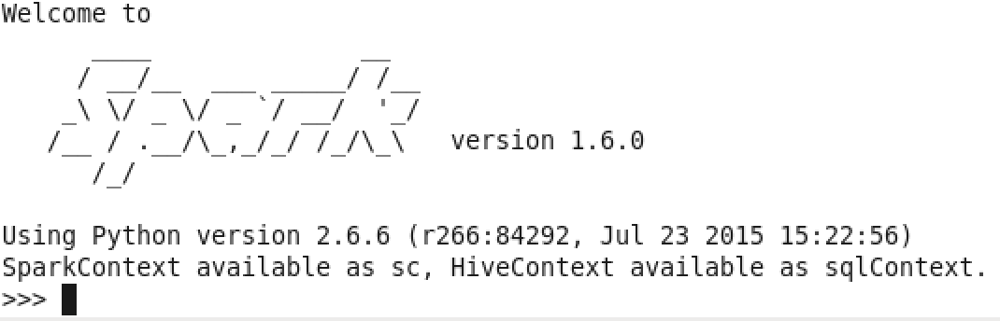 Welcome to
      ____              __
     / __/__  ___ _____/ /__
    _\ \/ _ \/ _ `/ __/  '_/
   /__ / .__/\_,_/_/ /_/\_\   version 1.6.0
      /_/
Using Python version 2.6.6 (r266:84292, Jul 23 2015 15:22:56)
SparkContext available as sc, HiveContext available as sqlContext.
>>>